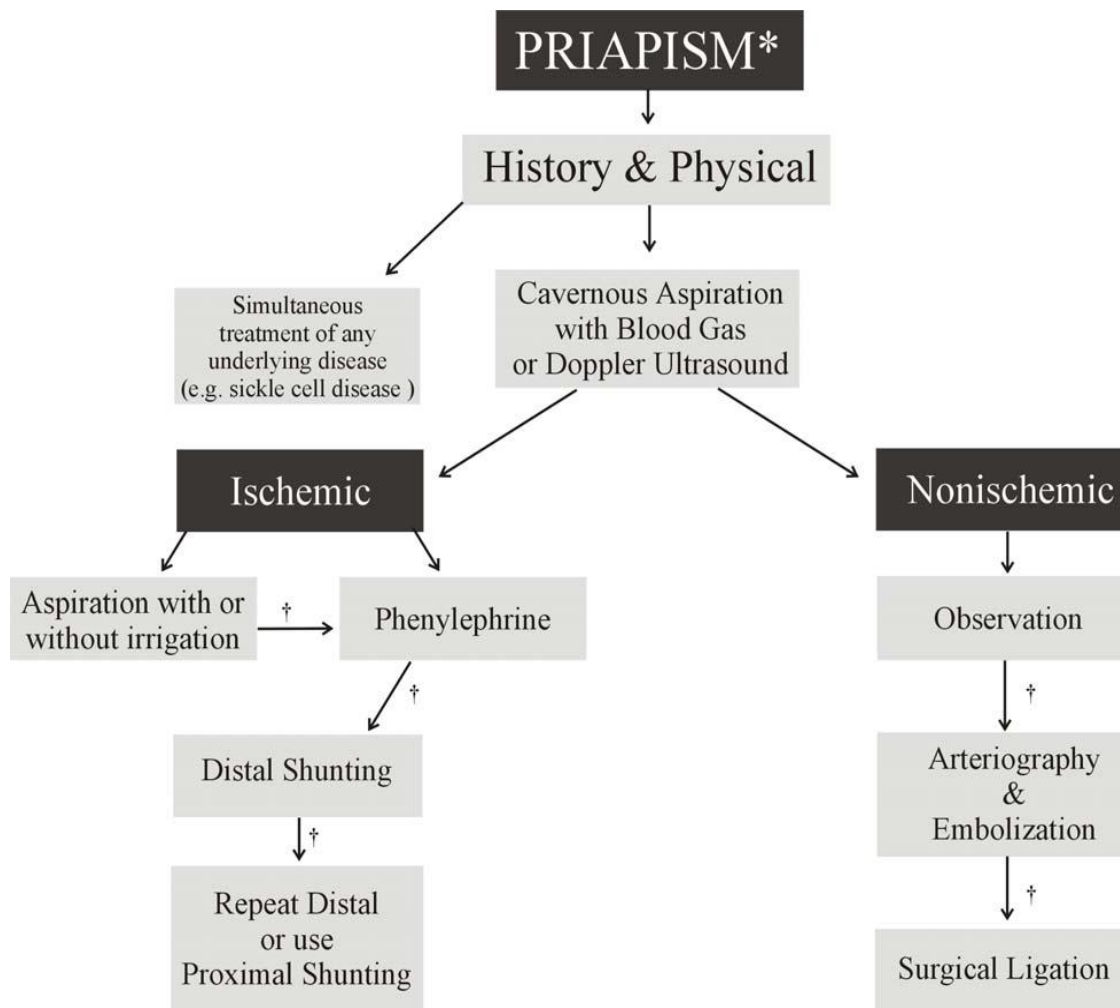 PRIAPISM*
History & Physical
Simultaneous
treatment of any
underlying disease
(e.g. sickle cell disease )
Cavernous Aspiration
with Blood Gas
or Doppler Ultrasound
Ischemic
Nonischemic
Aspiration with or
without irrigation
†
Phenylephrine
Observation
†
†
Distal Shunting
Arteriography
&
Embolization
†
†
Repeat Distal
or use
Proximal Shunting
Surgical Ligation